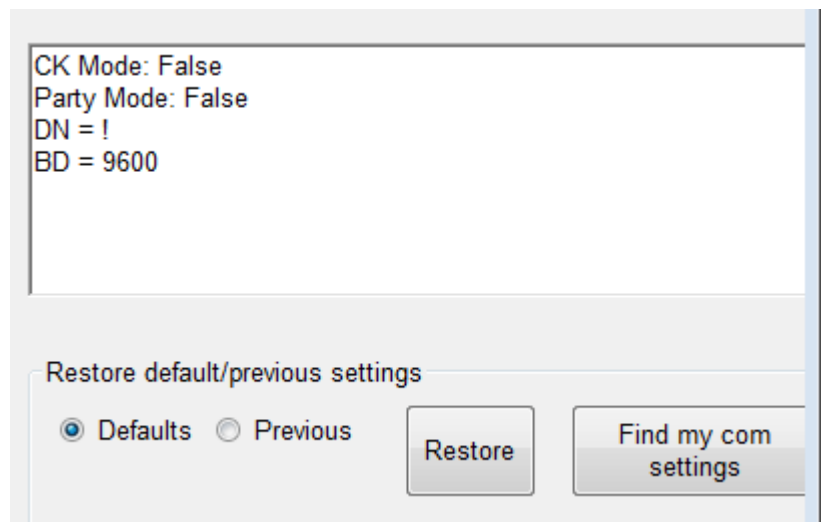 CK Mode: False
Party Mode: False
DN = !
BD = 9600
Restore default/previous settings
Defaults Previous
Restore
Find my com
settings